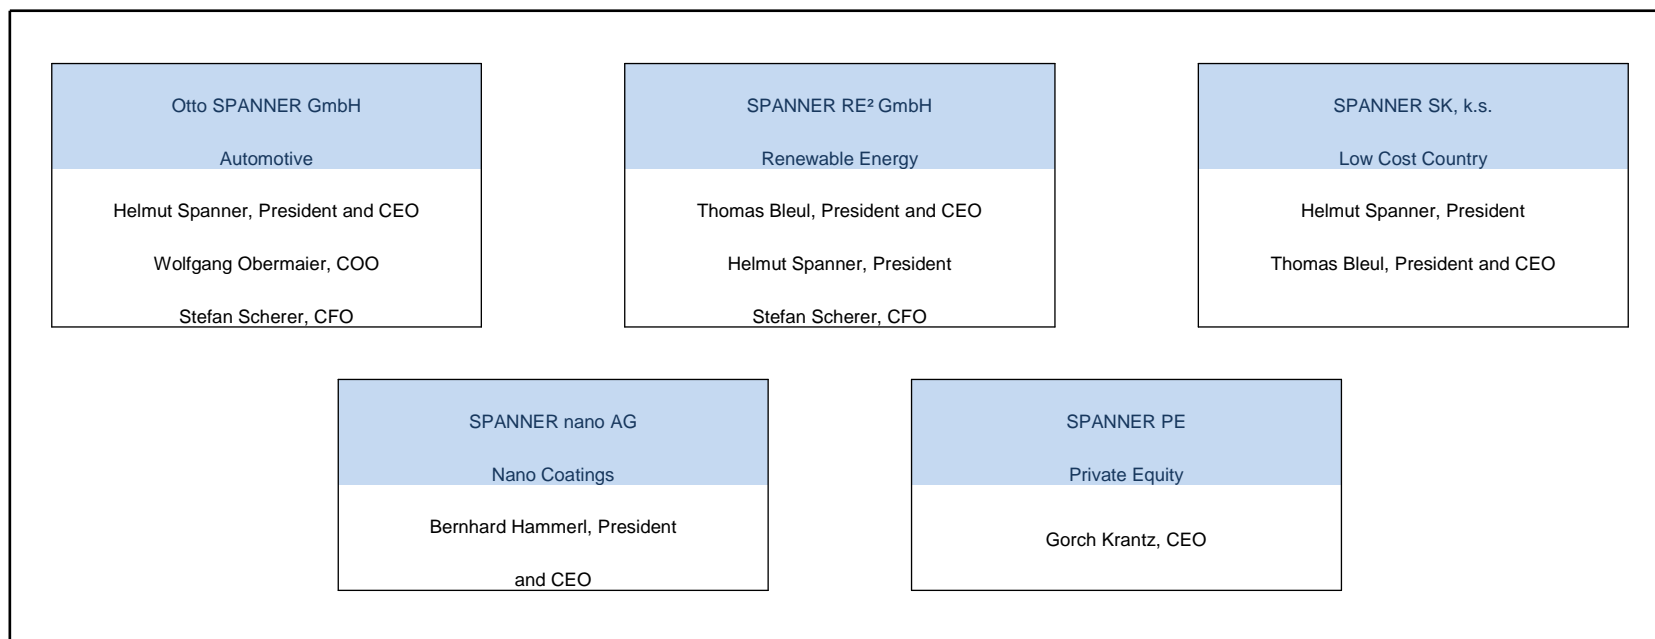 Otto SPANNER GmbH
Automotive
Helmut Spanner, President and CEO
Wolfgang Obermaier, COO
Stefan Scherer, CFO
SPANNER RE² GmbH
Renewable Energy
Thomas Bleul, President and CEO
Helmut Spanner, President
Stefan Scherer, CFO
SPANNER SK, k.s.
Low Cost Country
Helmut Spanner, President
Thomas Bleul, President and CEO
SPANNER nano AG
Nano Coatings
Bernhard Hammerl, President
and CEO
SPANNER PE
Private Equity
Gorch Krantz, CEO